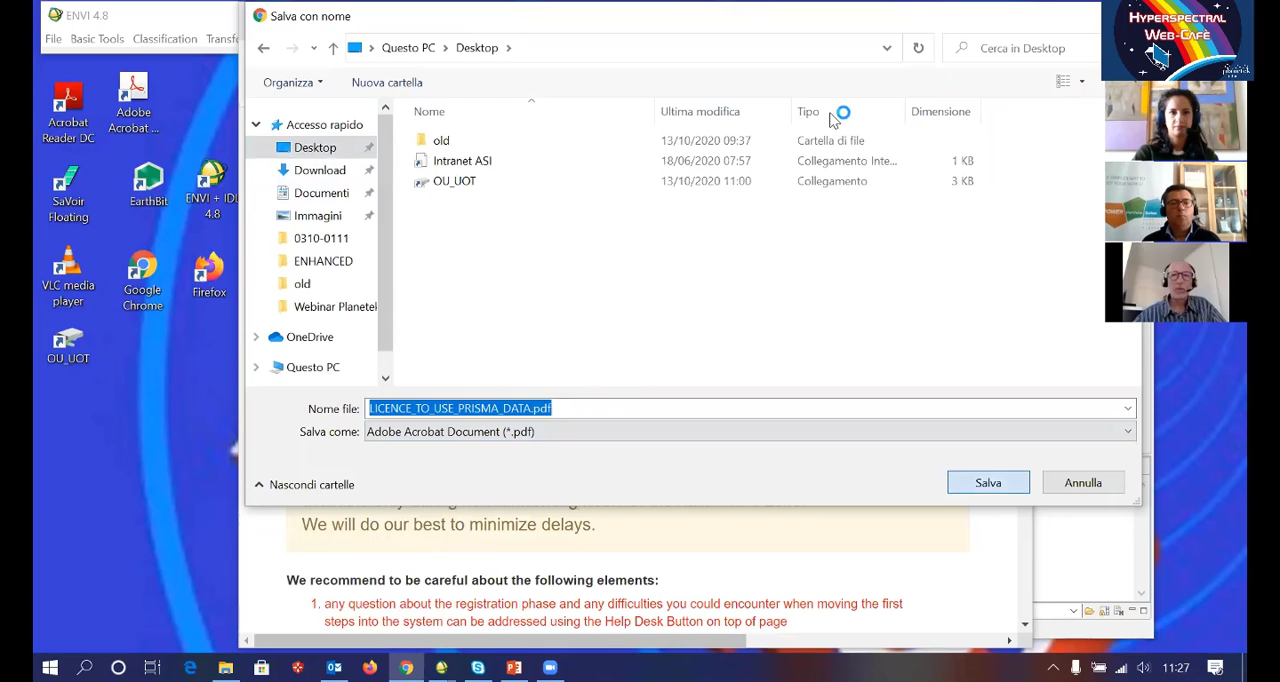 ENVI 4.8
File Basic Tools Classification Transfo
Acrobat Reader DC
Adobe Acrobat ...
SaVoir Floating
EarthBit
ENVI + IDL 4.8
VLC media player
Google Chrome
Firefox
OU_UOT
Salva con nome
Questo PC > Desktop >
Cerca in Desktop
Organizza
Nuova cartella
Accesso rapido
Desktop
Download
Documenti
Immagini
0310-0111
ENHANCED
old
Webinar Planetek
OneDrive
Questo PC
Nome Ultima modifica Tipo Dimensione
old 13/10/2020 09:37 Cartella di file
Intranet ASI 18/06/2020 07:57 Collegamento Inte... 1 KB
OU_UOT 13/10/2020 11:00 Collegamento 3 KB
Nome file: LICENCE_TO_USE_PRISMA_DATA.pdf
Salva come: Adobe Acrobat Document (*.pdf)
Nascondi cartelle
Salva
Annulla
We will do our best to minimize delays.
We recommend to be careful about the following elements:
1. any question about the registration phase and any difficulties you could encounter when moving the first
steps into the system can be addressed using the Help Desk Button on top of page
HYPERSPECTRAL
WEB-CAFÈ
planetek
11:27